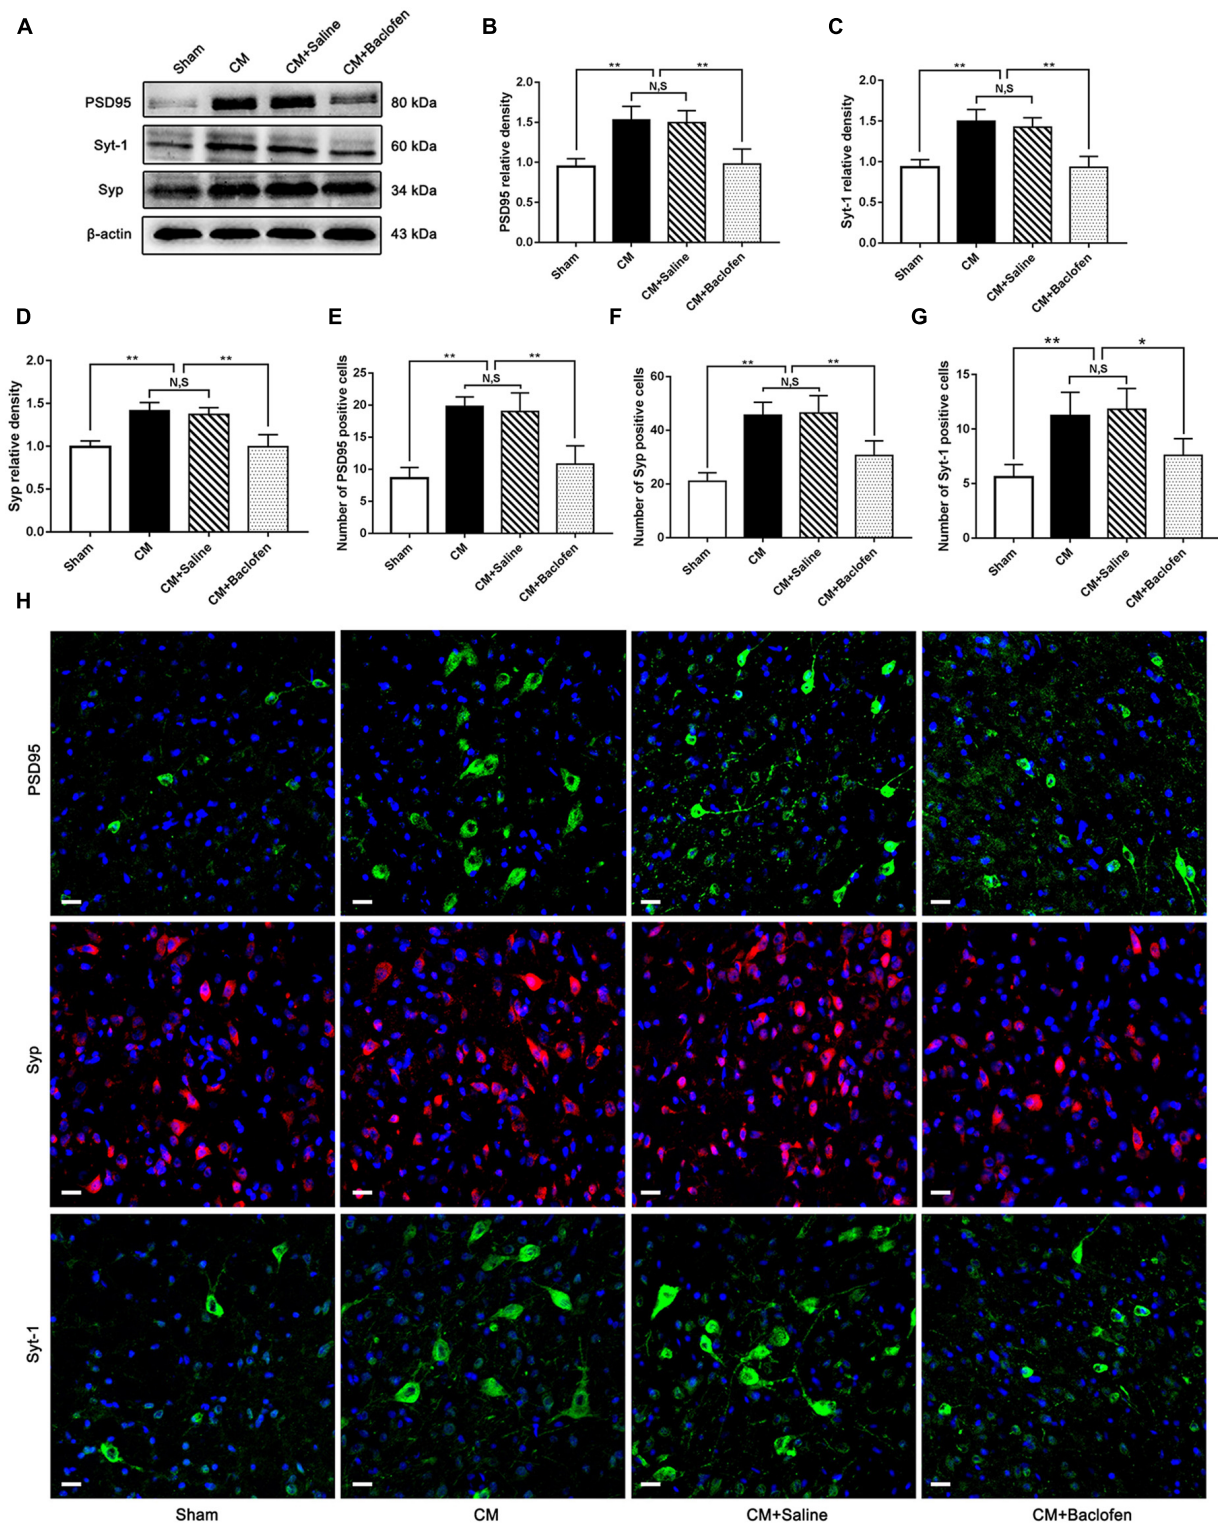 A
Sham
CM
CM+Saline
CM+Baclofen
PSD95
80 kDa
Syt-1
60 kDa
Syp
34 kDa
β-actin
43 kDa
B
PSD95 relative density
2.0
1.5
1.0
0.5
0.0
**
**
N,S
Sham
CM
CM+Saline
CM+Baclofen
C
Syt-1 relative density
2.0
1.5
1.0
0.5
0.0
**
**
N,S
Sham
CM
CM+Saline
CM+Baclofen
D
Syp relative density
2.0
1.5
1.0
0.5
0.0
**
**
N,S
Sham
CM
CM+Saline
CM+Baclofen
E
Number of PSD95 positive cells
25
20
15
10
5
0
**
**
N,S
Sham
CM
CM+Saline
CM+Baclofen
F
Number of Syp positive cells
60
40
20
0
**
**
N,S
Sham
CM
CM+Saline
CM+Baclofen
G
Number of Syt-1 positive cells
15
10
5
0
**
*
N,S
Sham
CM
CM+Saline
CM+Baclofen
H
PSD95
Syp
Syt-1
Sham
CM
CM+Saline
CM+Baclofen